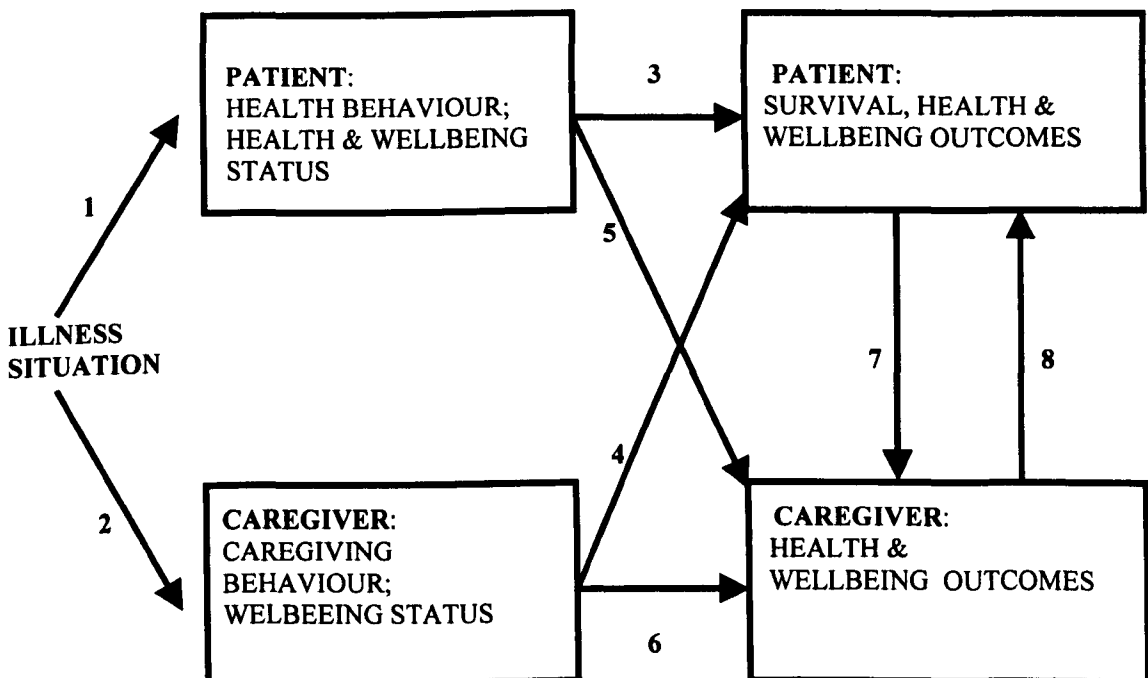 PATIENT:
HEALTH BEHAVIOUR;
HEALTH & WELLBEING
STATUS
3
PATIENT:
SURVIVAL, HEALTH &
WELLBEING OUTCOMES
1
5
ILLNESS
SITUATION
7
8
4
2
CAREGIVER:
CAREGIVING
BEHAVIOUR;
WELBEEING STATUS
6
CAREGIVER:
HEALTH &
WELLBEING OUTCOMES